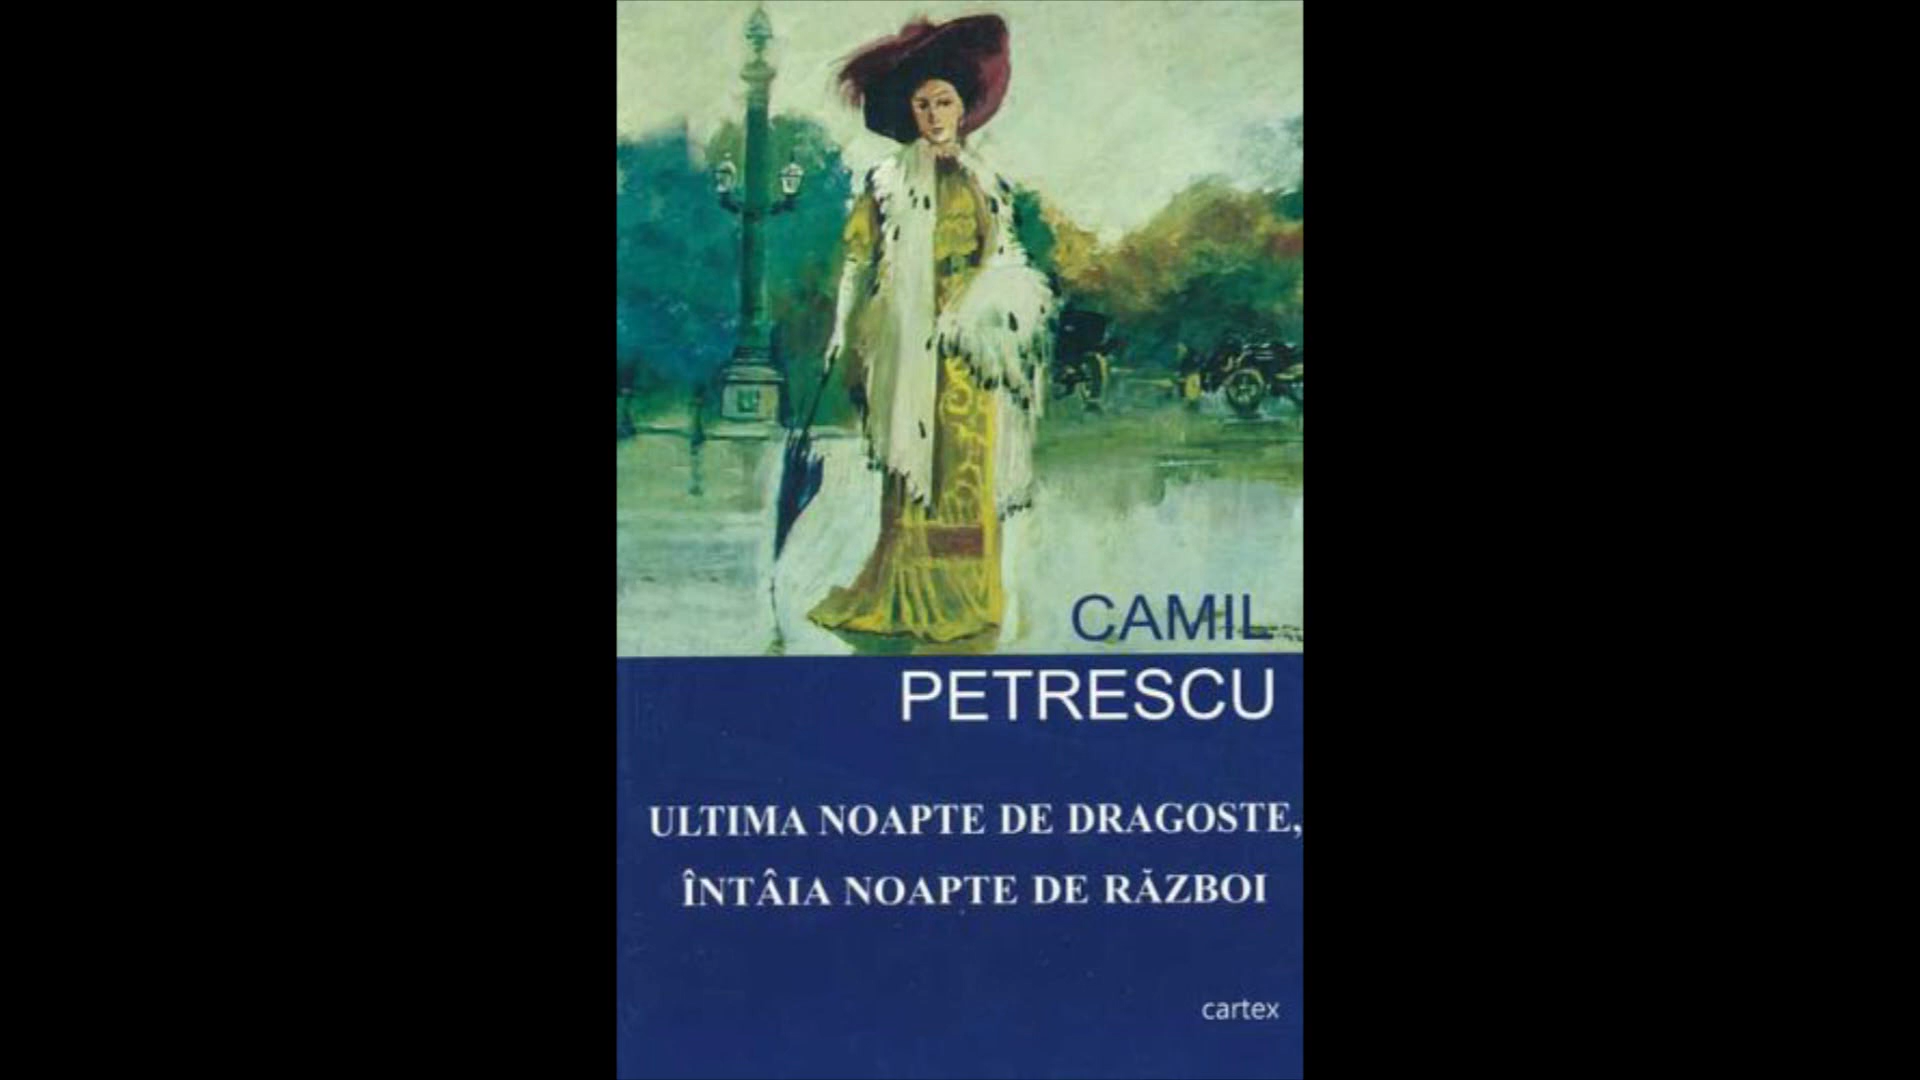 CAMIL
PETRESCU
ULTIMA NOAPTE DE DRAGOSTE,
ÎNTÂIA NOAPTE DE RĂZBOI
cartex